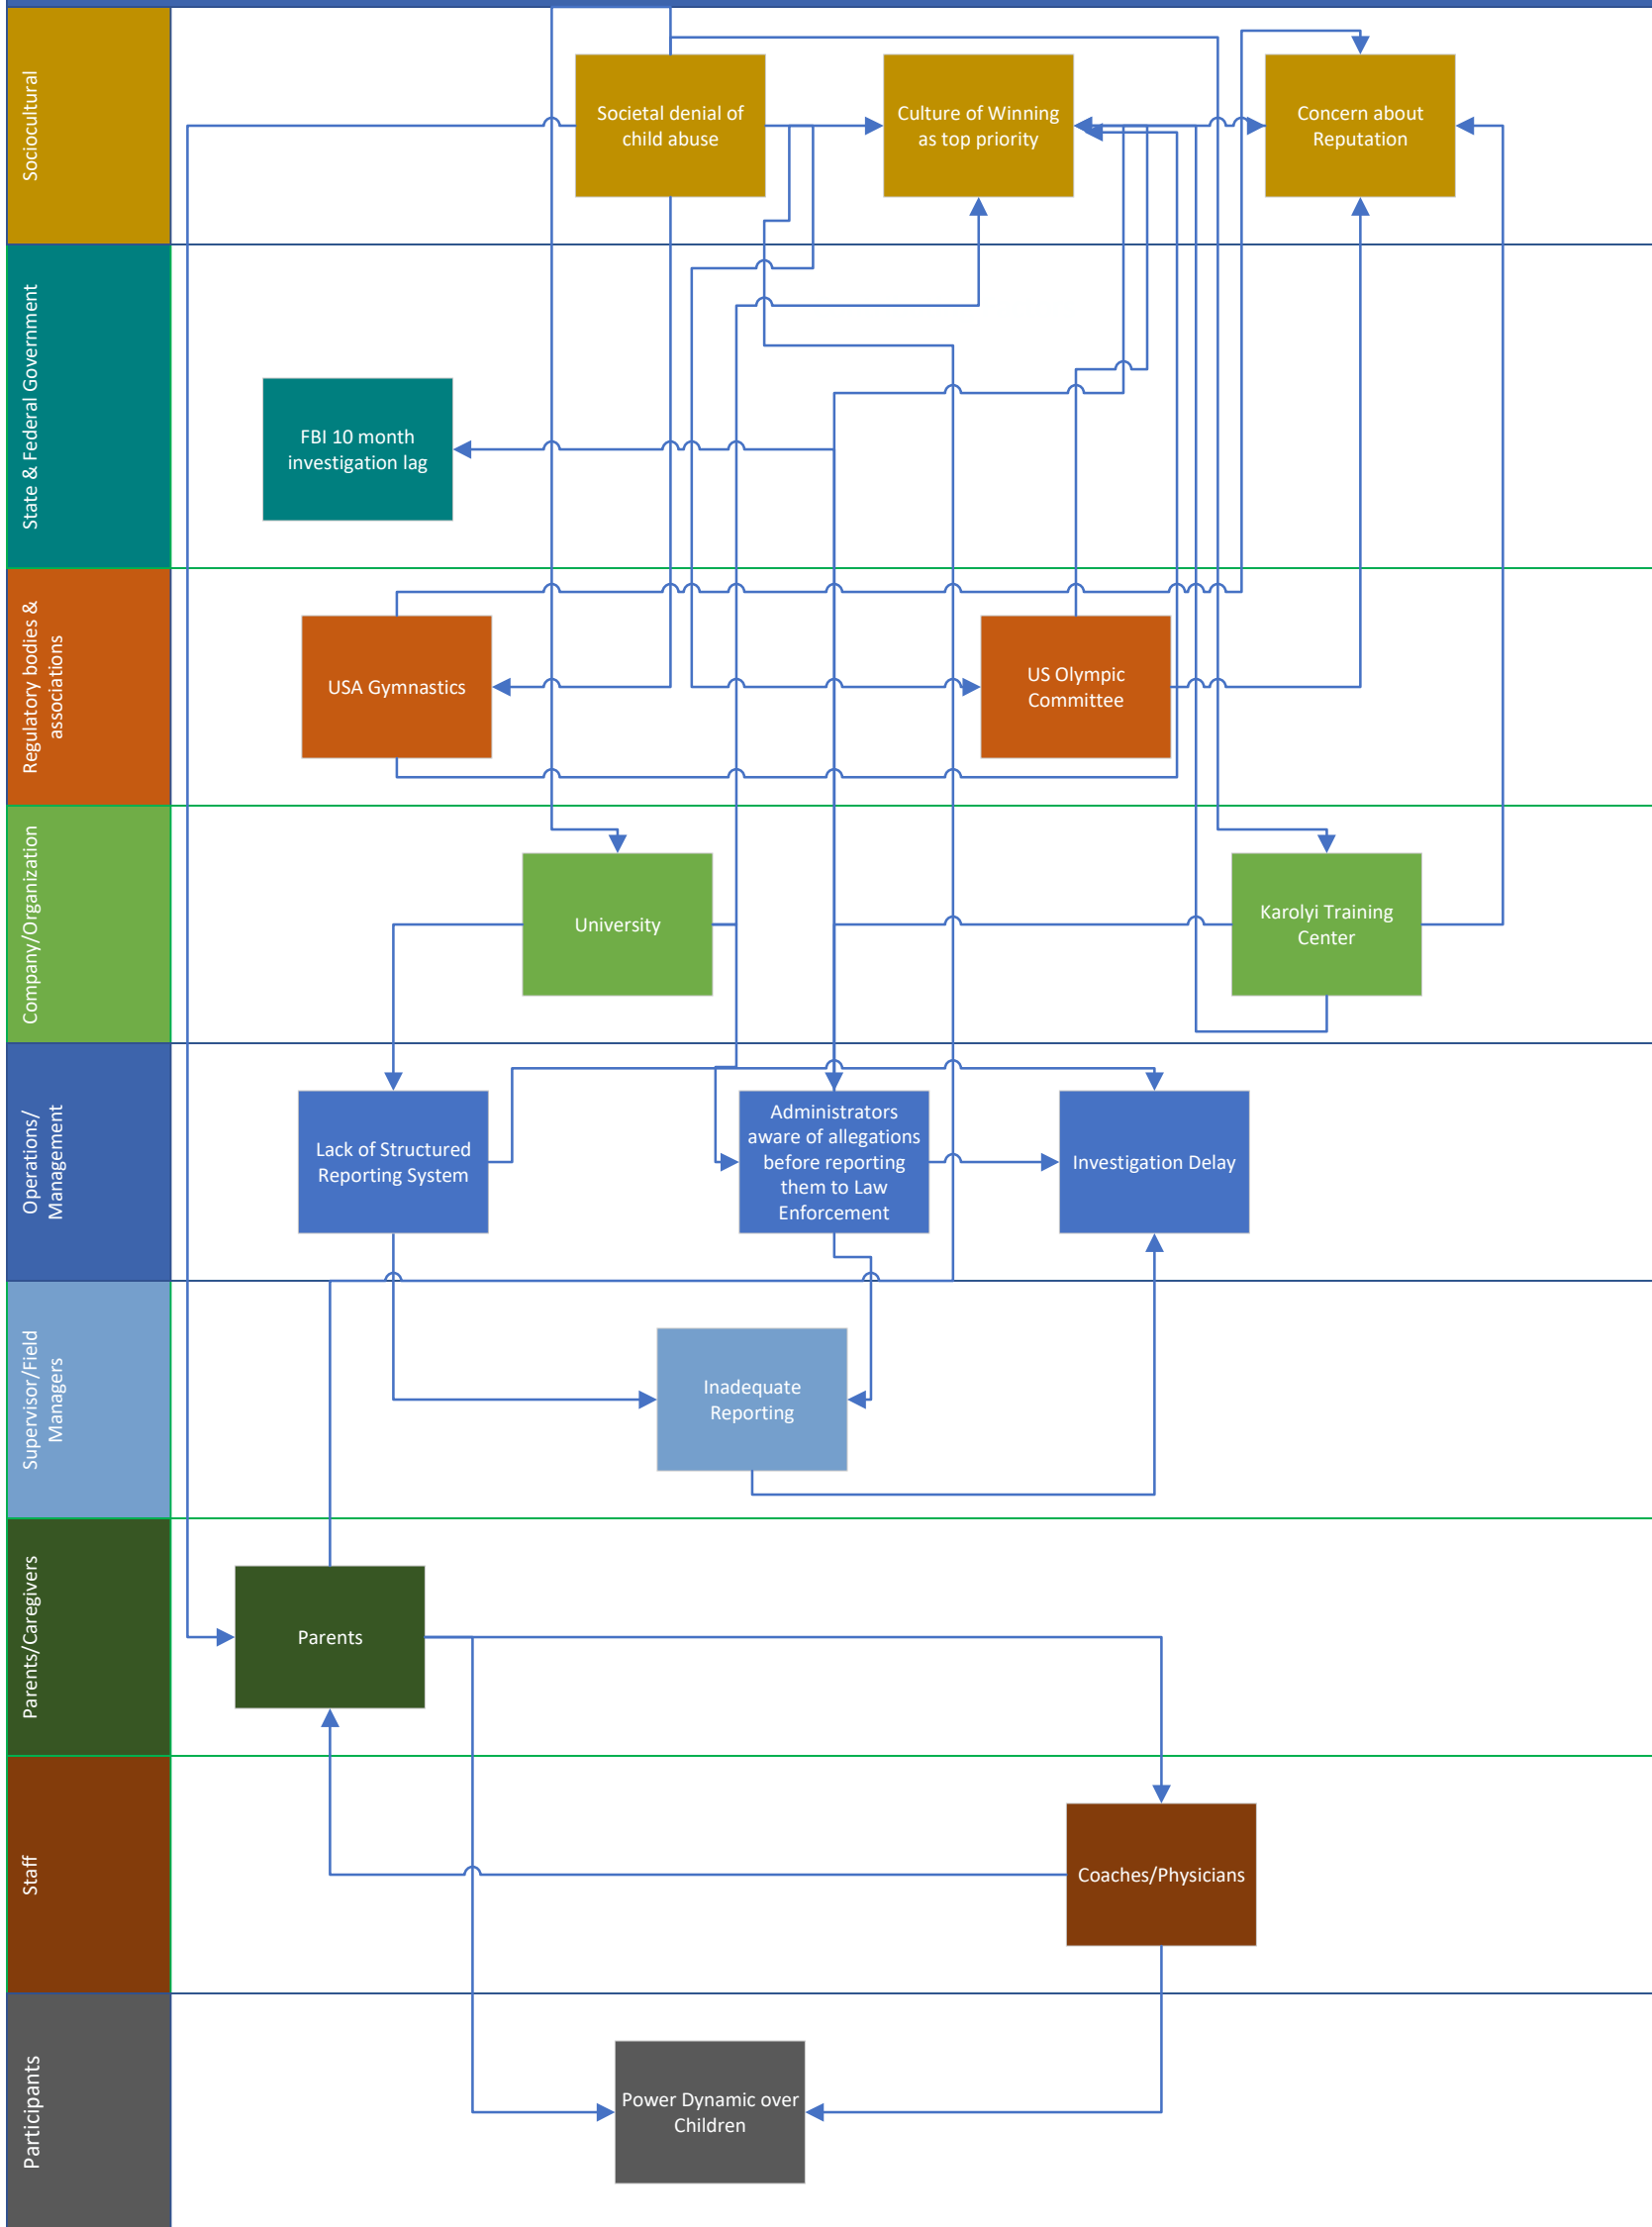 Sociocultural
Societal denial of
child abuse
Culture of Winning
as top priority
Concern about
Reputation
State & Federal Government
FBI 10 month
investigation lag
Regulatory bodies &
associations
USA Gymnastics
US Olympic
Committee
Company/Organization
University
Karolyi Training
Center
Operations/
Management
Lack of Structured
Reporting System
Administrators
aware of allegations
before reporting
them to Law
Enforcement
Investigation Delay
Supervisor/Field
Managers
Inadequate
Reporting
Parents/Caregivers
Parents
Staff
Coaches/Physicians
Participants
Power Dynamic over
Children